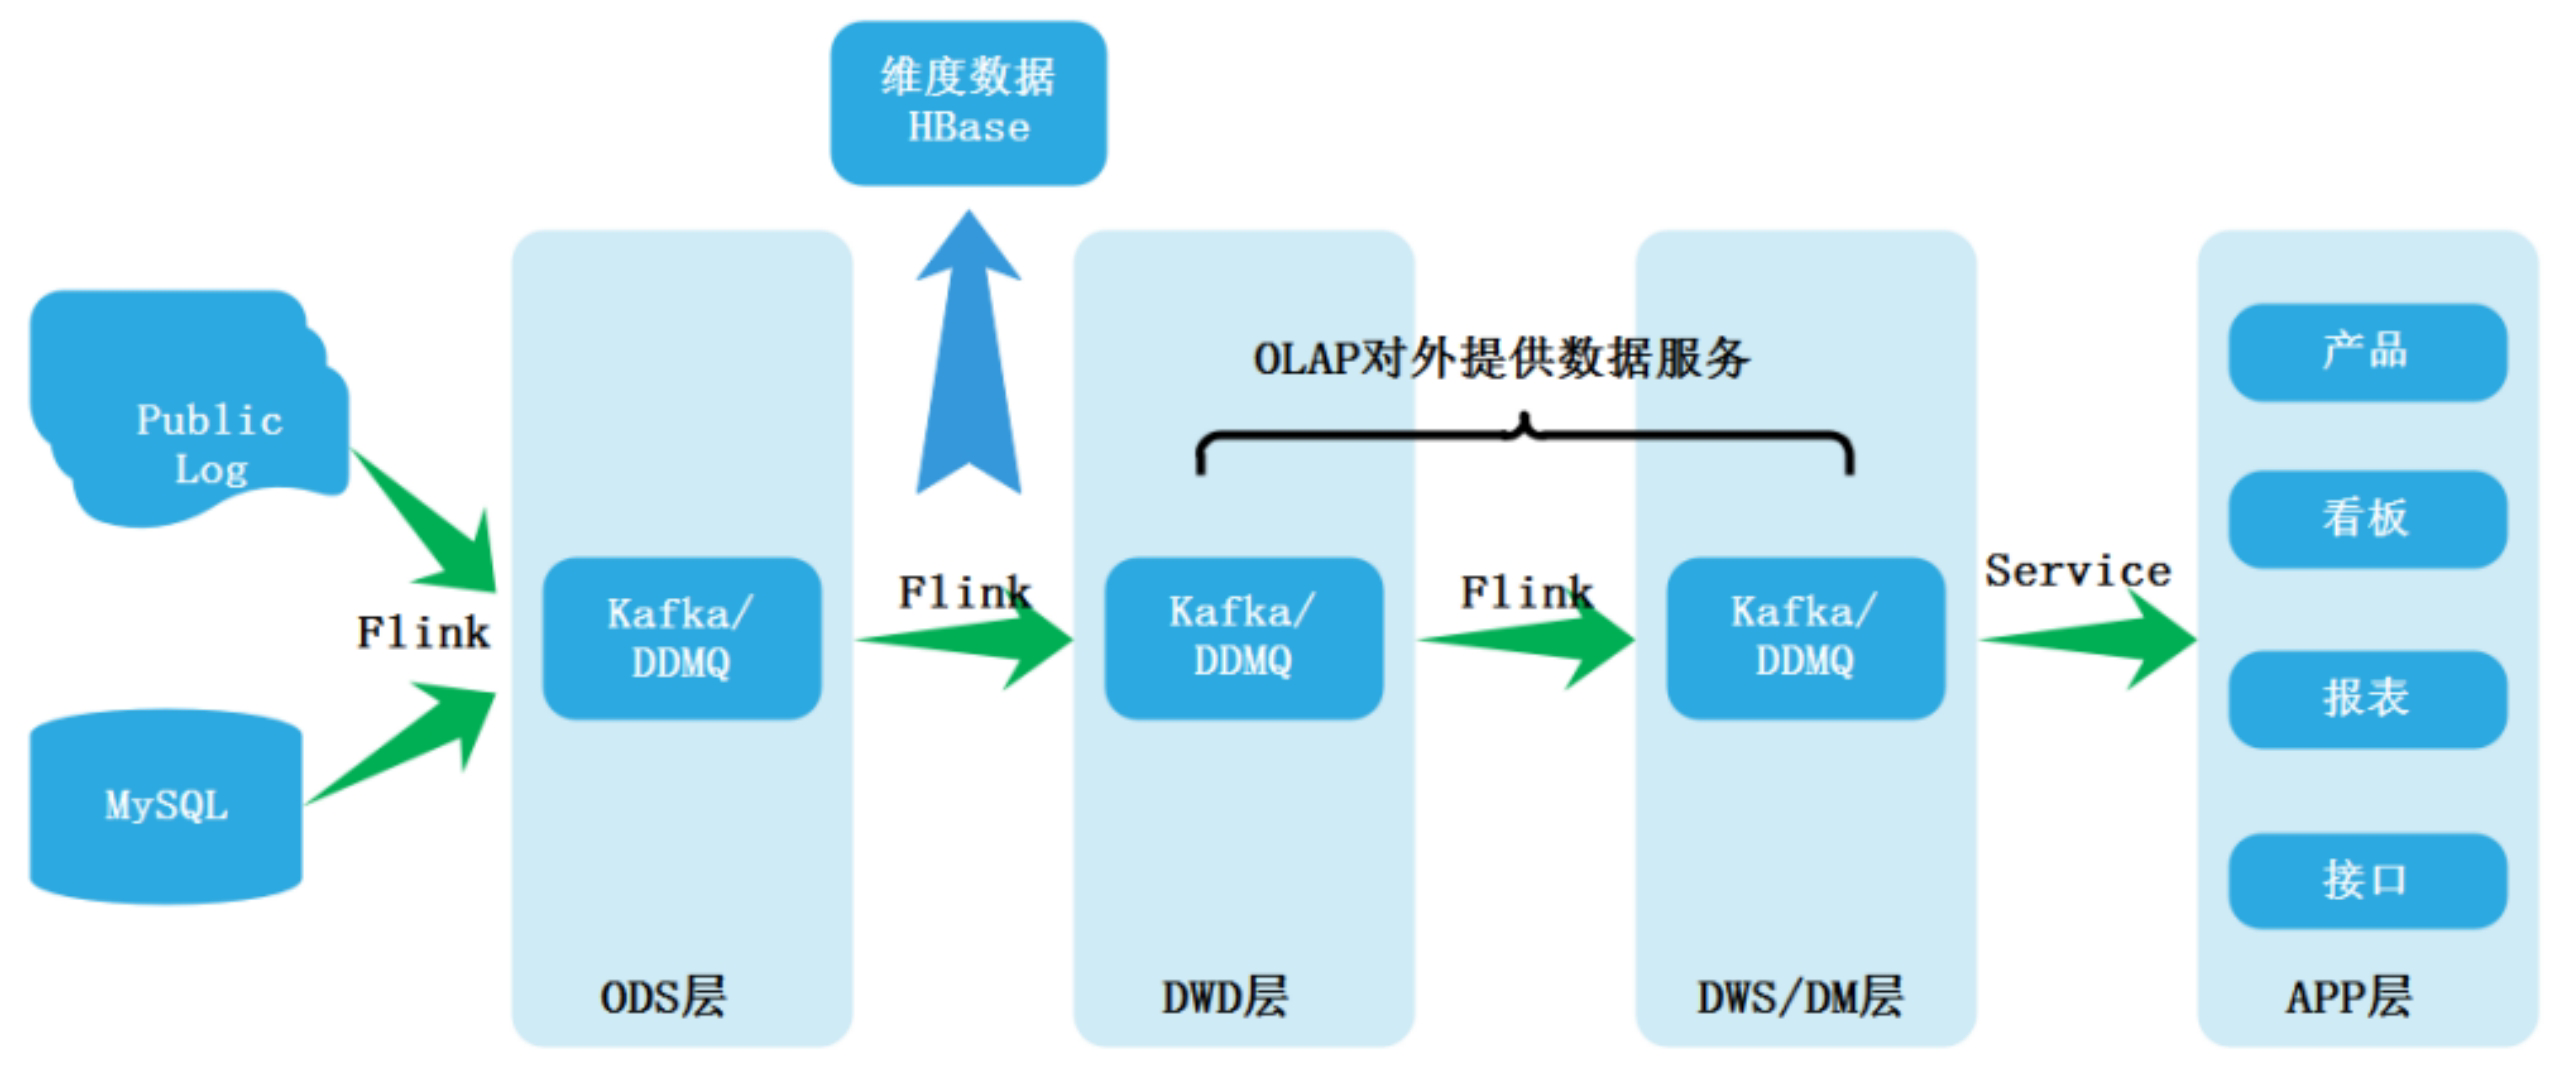 维度数据
HBase
Public
Log
MySQL
Flink
Kafka/
DDMQ
ODS层
Flink
OLAP对外提供数据服务
Kafka/
DDMQ
DWD层
Flink
Kafka/
DDMQ
DWS/DM层
Service
产品
看板
报表
接口
APP层